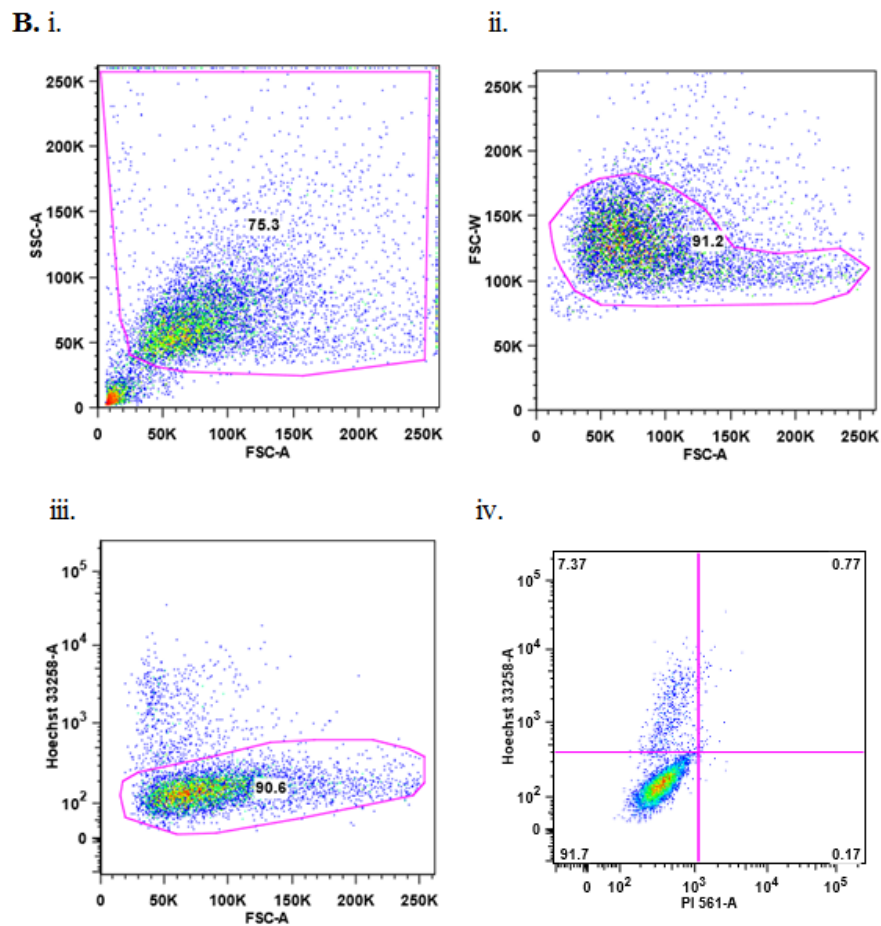 B. i.
ii.
250K
200K
150K
100K
50K
0
SSC-A
75.3
0 50K 100K 150K 200K 250K
FSC-A
250K
200K
150K
100K
50K
0
FSC-W
91.2
0 50K 100K 150K 200K 250K
FSC-A
iii.
iv.
10^5
10^4
10^3
10^2
0
Hoechst 33258-A
90.6
0 50K 100K 150K 200K 250K
FSC-A
7.37 0.77
10^5
10^4
10^3
10^2
0
Hoechst 33258-A
91.7 0.17
0 10^2 10^3 10^4 10^5
PI 561-A